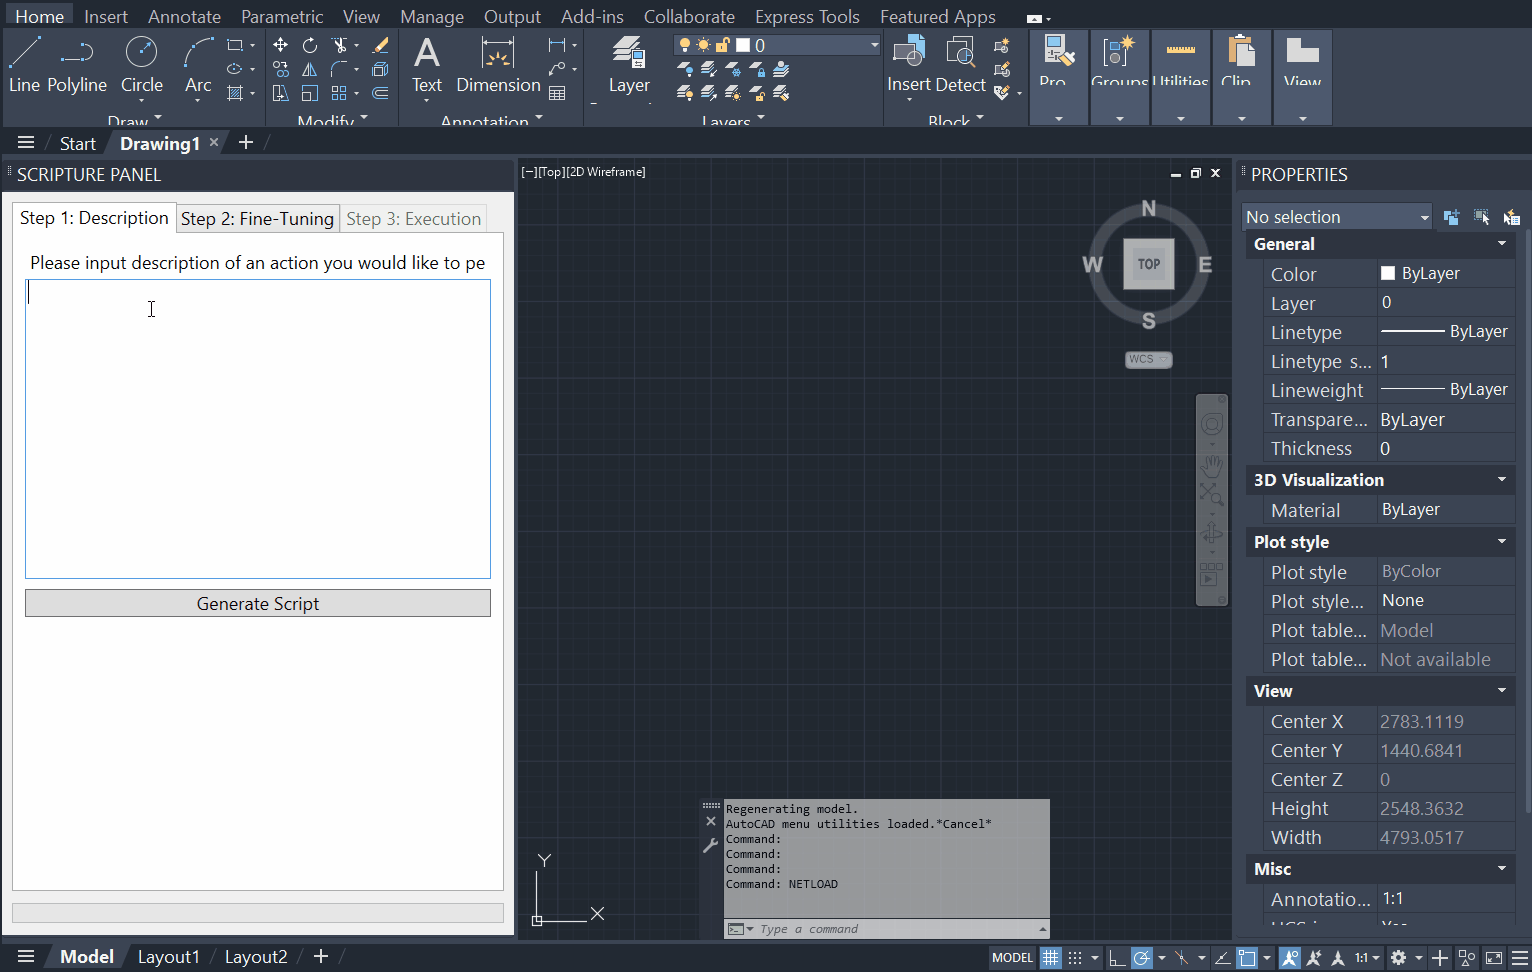 Home Insert Annotate Parametric View Manage Output Add-ins Collaborate Express Tools Featured Apps
Line Polyline Circle Arc Text Dimension Layer 0 Insert Detect Pro... Groups Utilities Clip... View
Draw Modify Annotation Layers Block
Start Drawing1
SCRIPTURE PANEL
Step 1: Description Step 2: Fine-Tuning Step 3: Execution
Please input description of an action you would like to pe
Generate Script
[−][Top][2D Wireframe]
N
W TOP E
S
WCS
Regenerating model.
AutoCAD menu utilities loaded.*Cancel*
Command:
Command:
Command:
Command: NETLOAD
Type a command
Y
X
PROPERTIES
No selection
General
Color ByLayer
Layer 0
Linetype ByLayer
Linetype s... 1
Lineweight ByLayer
Transpare... ByLayer
Thickness 0
3D Visualization
Material ByLayer
Plot style
Plot style ByColor
Plot style... None
Plot table... Model
Plot table... Not available
View
Center X 2783.1119
Center Y 1440.6841
Center Z 0
Height 2548.3632
Width 4793.0517
Misc
Annotatio... 1:1
Model Layout1 Layout2
MODEL 1:1